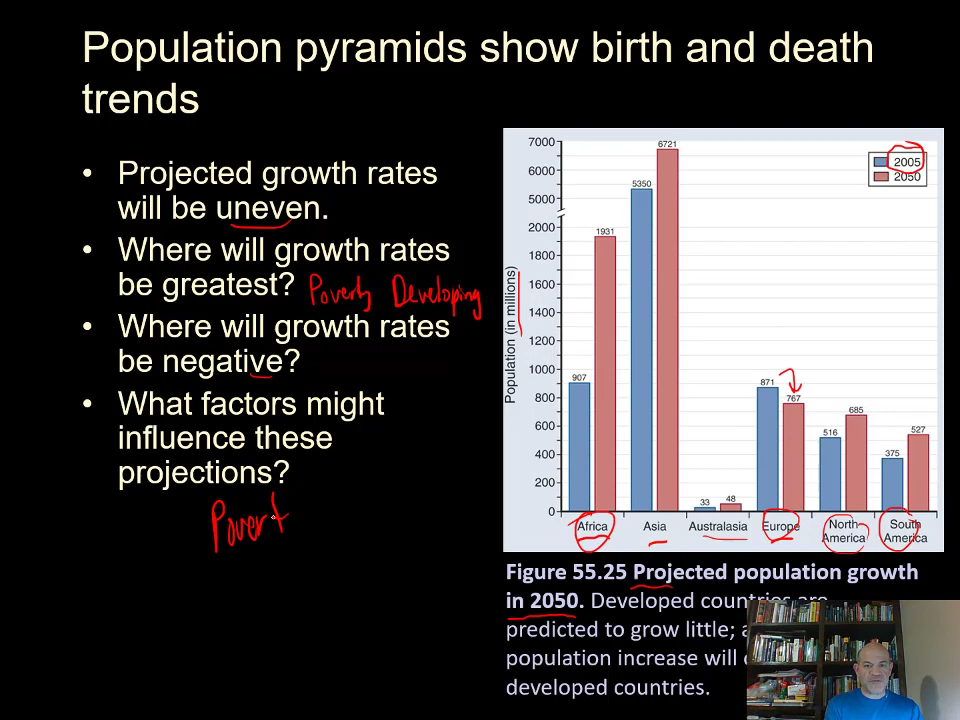 Population pyramids show birth and death
trends
• Projected growth rates
will be uneven.
• Where will growth rates
be greatest? Poverty Developing
• Where will growth rates
be negative?
• What factors might
influence these
projections?
Povert
7000
6000
5000
2000
1800
1600
1400
1200
1000
800
600
400
200
0
Population (in millions)
2005
2050
907
1931
5350
6721
33
48
871
767
516
685
375
527
Africa
Asia
Australasia
Europe
North
America
South
America
Figure 55.25 Projected population growth
in 2050. Developed countries are
predicted to grow little;
population increase will
developed countries.